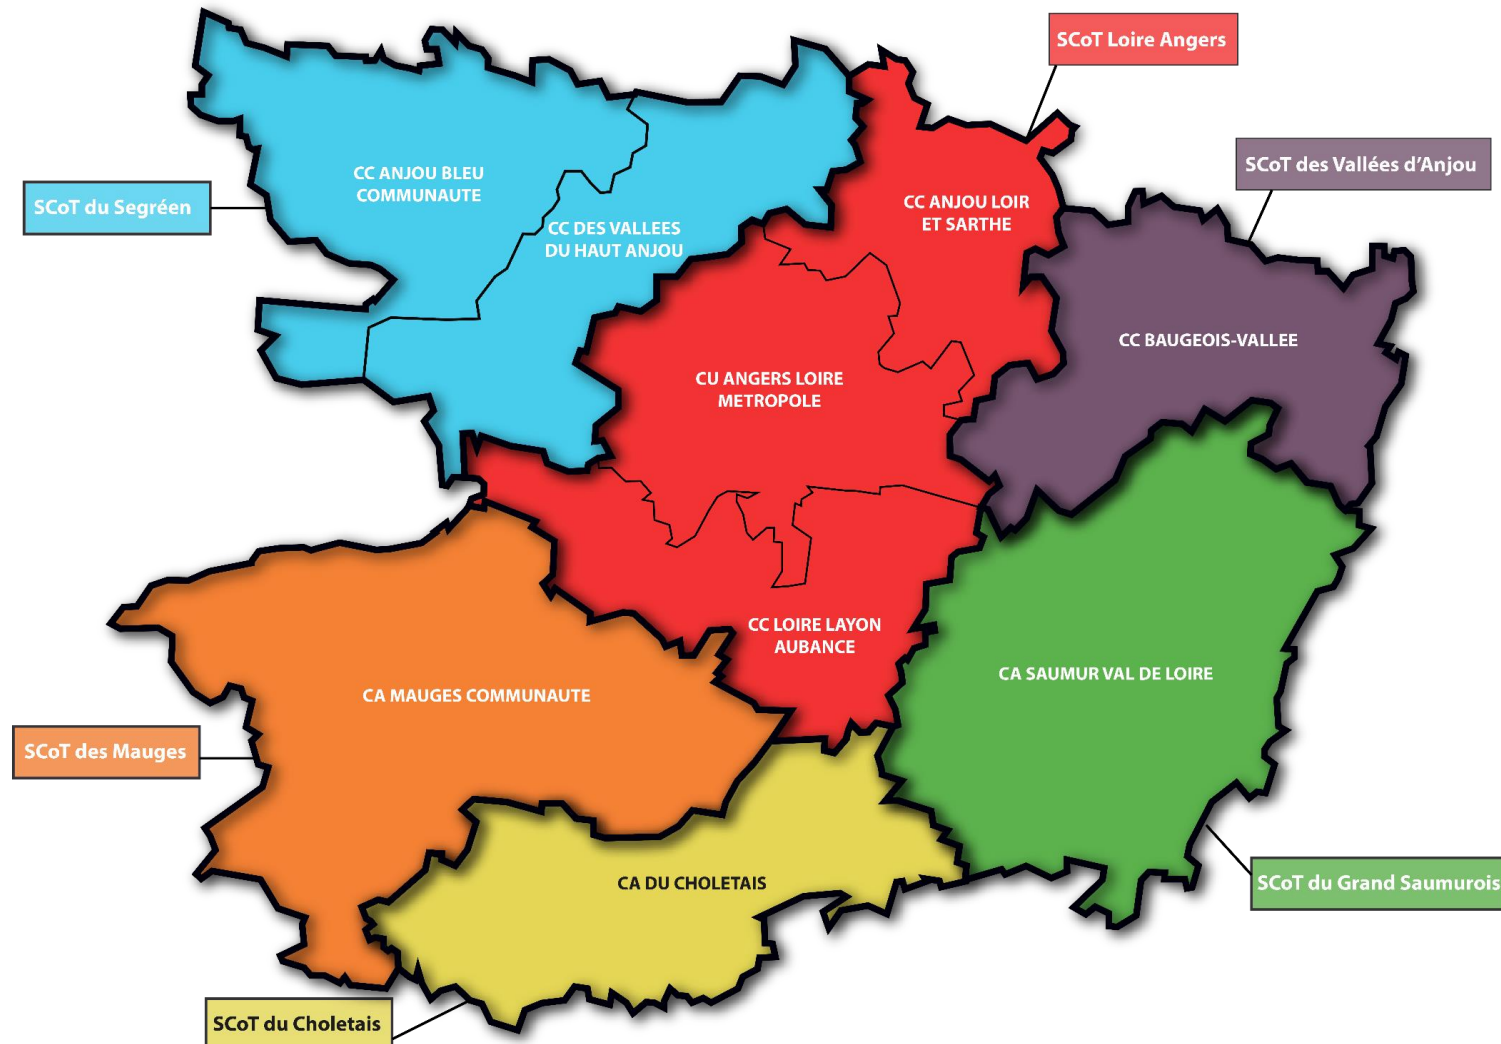 SCoT Loire Angers
SCoT des Vallées d'Anjou
CC ANJOU BLEU
COMMUNAUTE
SCoT du Segréen
CC ANJOU LOIR
ET SARTHE
CC DES VALLEES
DU HAUT ANJOU
CC BAUGEOIS-VALLEE
CU ANGERS LOIRE
METROPOLE
CC LOIRE LAYON
AUBANCE
CA SAUMUR VAL DE LOIRE
CA MAUGES COMMUNAUTE
SCoT des Mauges
CA DU CHOLETAIS
SCoT du Grand Saumurois
SCoT du Choletais